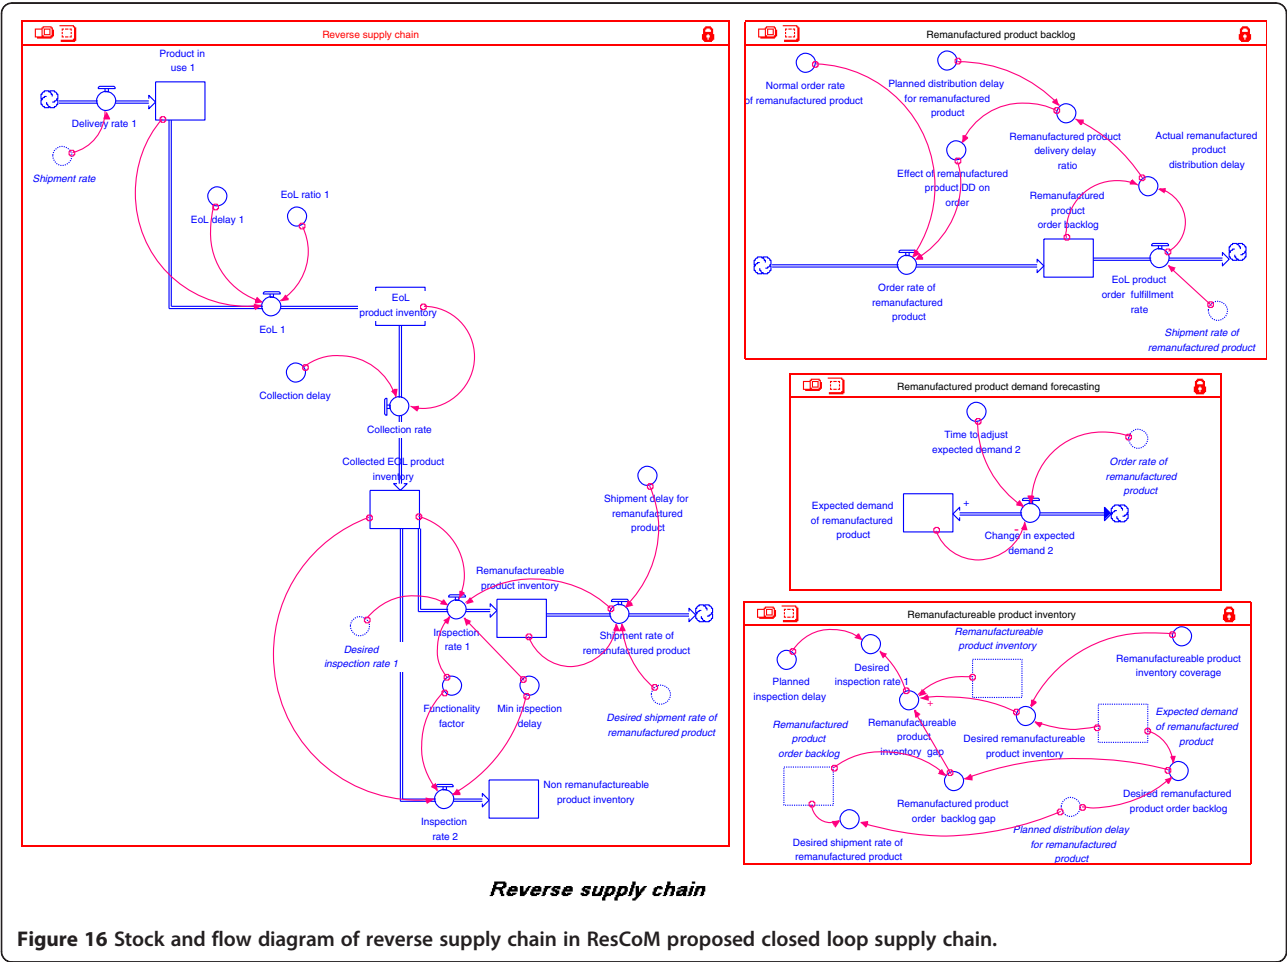 Reverse supply chain
Product in
use 1
Delivery rate 1
Shipment rate
EoL delay 1
EoL ratio 1
EoL 1
EoL
product inventory
Collection delay
Collection rate
Collected EOL product
inventory
Shipment delay for
remanufactured
product
Remanufactureable
product inventory
Desired
inspection rate 1
Inspection
rate 1
Shipment rate of
remanufactured product
Functionality
factor
Min inspection
delay
Desired shipment rate of
remanufactured product
Non remanufactureable
product inventory
Inspection
rate 2
Remanufactured product backlog
Normal order rate
of remanufactured product
Planned distribution delay
for remanufactured
product
Remanufactured product
delivery delay
ratio
Actual remanufactured
product
distribution delay
Effect of remanufactured
product DD on
order
Remanufactured
product
order backlog
Order rate of
remanufactured
product
EoL product
order fulfillment
rate
Shipment rate of
remanufactured product
Remanufactured product demand forecasting
Time to adjust
expected demand 2
Order rate of
remanufactured
product
Expected demand
of remanufactured
product
+
-
Change in expected
demand 2
Remanufactureable product inventory
Planned
inspection delay
Desired
inspection rate 1
Remanufactureable
product inventory
Remanufactureable product
inventory coverage
+
Remanufactureable
product
inventory gap
Desired remanufactureable
product inventory
Expected demand
of remanufactured
product
Remanufactured
product
order backlog
Remanufactured product
order backlog gap
Desired remanufactured
product order backlog
Desired shipment rate of
remanufactured product
Planned distribution delay
for remanufactured
product
Reverse supply chain
Figure 16 Stock and flow diagram of reverse supply chain in ResCoM proposed closed loop supply chain.